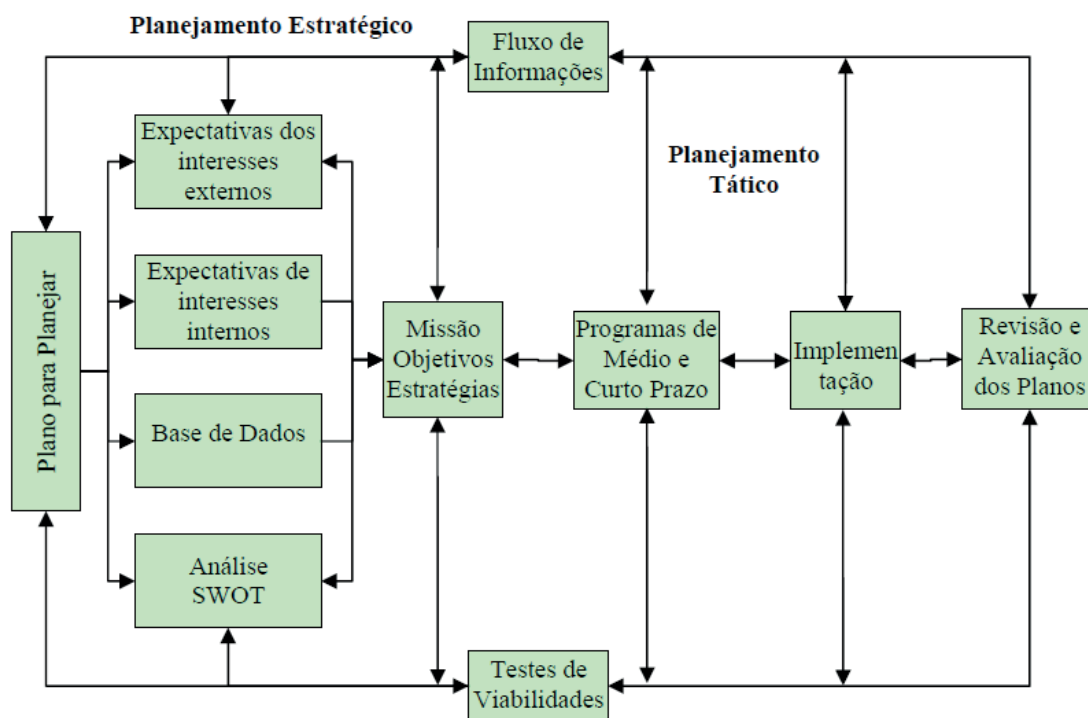 Planejamento Estratégico
Fluxo de
Informações
Expectativas dos
interesses
externos
Planejamento
Tático
Plano para Planejar
Expectativas de
interesses
internos
Missão
Objetivos
Estratégias
Programas de
Médio e
Curto Prazo
Implemen
tação
Revisão e
Avaliação
dos Planos
Base de Dados
Análise
SWOT
Testes de
Viabilidades